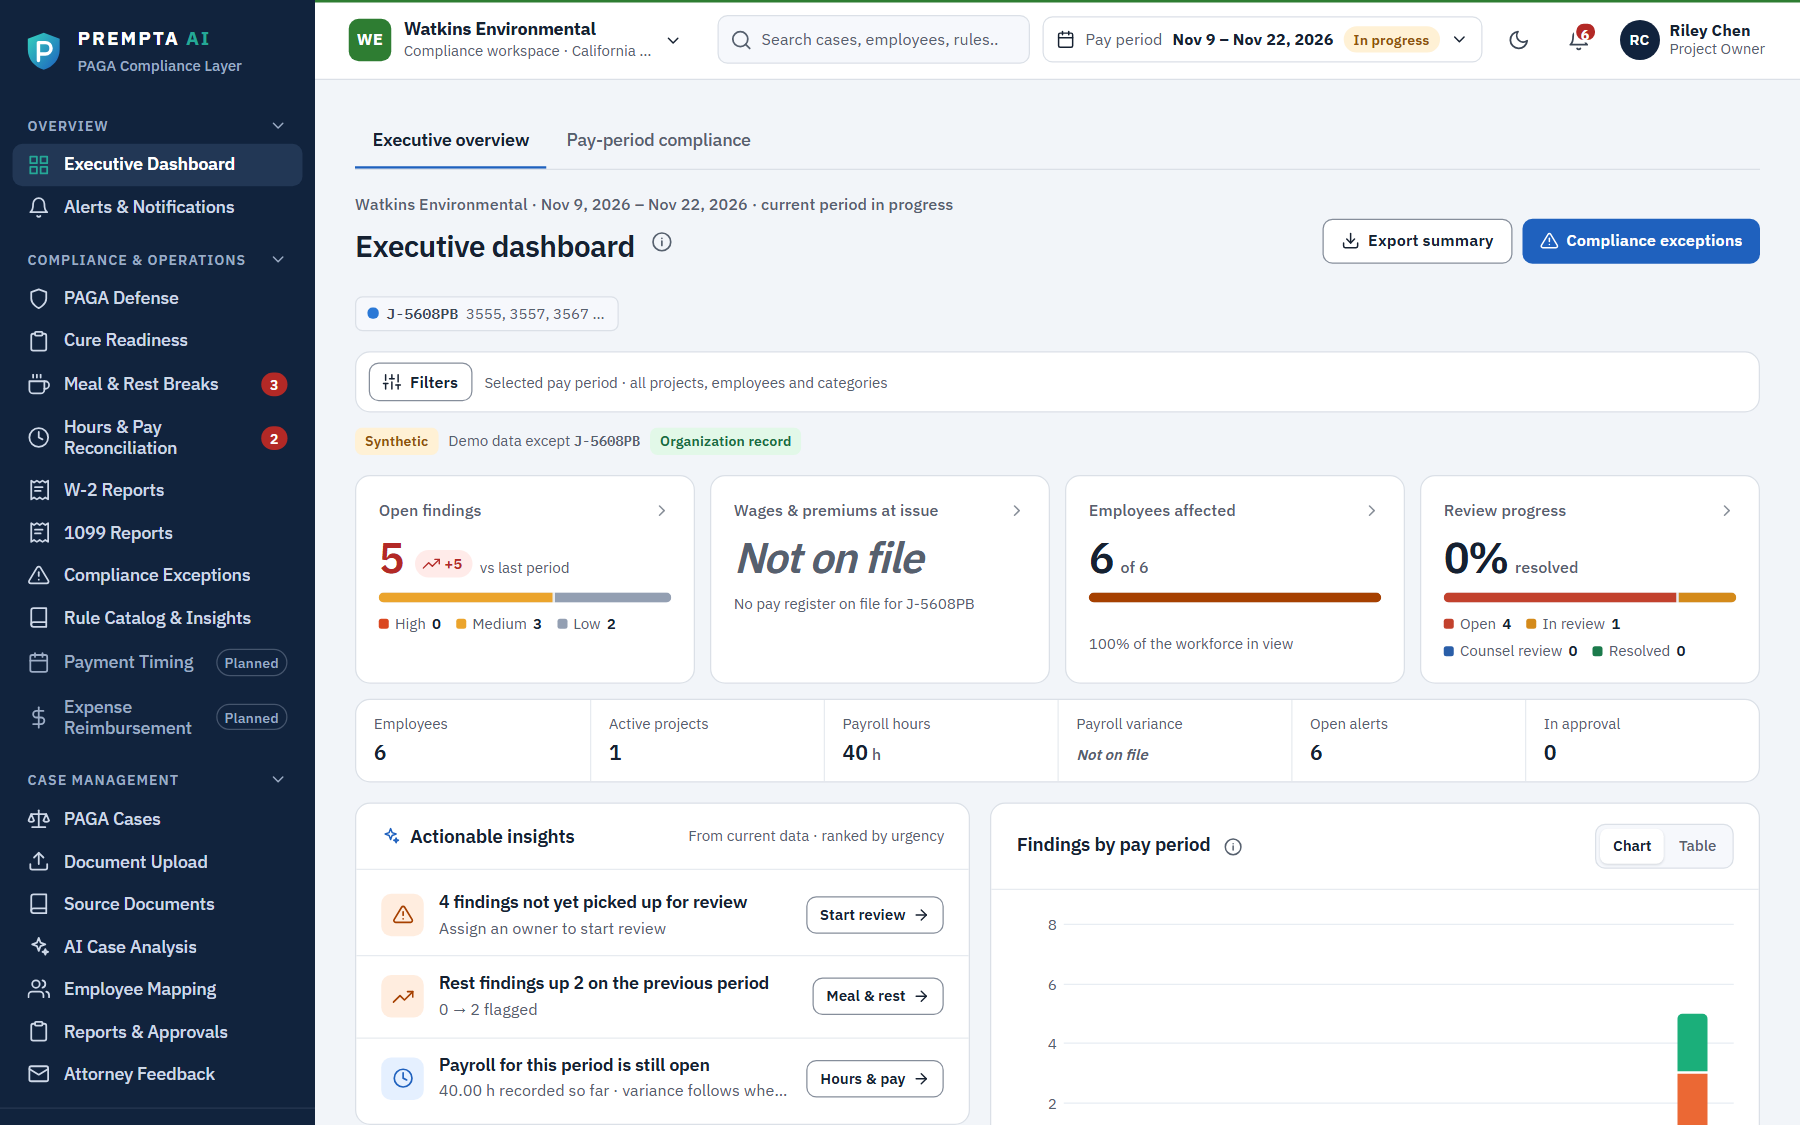 PREMPTA AI
PAGA Compliance Layer
OVERVIEW
Executive Dashboard
Alerts & Notifications
COMPLIANCE & OPERATIONS
PAGA Defense
Cure Readiness
Meal & Rest Breaks 3
Hours & Pay
Reconciliation 2
W-2 Reports
1099 Reports
Compliance Exceptions
Rule Catalog & Insights
Payment Timing Planned
Expense
Reimbursement Planned
CASE MANAGEMENT
PAGA Cases
Document Upload
Source Documents
AI Case Analysis
Employee Mapping
Reports & Approvals
Attorney Feedback
WE
Watkins Environmental
Compliance workspace · California ...
Search cases, employees, rules..
Pay period Nov 9 – Nov 22, 2026 In progress
6
RC
Riley Chen
Project Owner
Executive overview Pay-period compliance
Watkins Environmental · Nov 9, 2026 – Nov 22, 2026 · current period in progress
Executive dashboard
Export summary
Compliance exceptions
J-5608PB 3555, 3557, 3567 ...
Filters Selected pay period · all projects, employees and categories
Synthetic Demo data except J-5608PB Organization record
Open findings
5 +5 vs last period
High 0 Medium 3 Low 2
Wages & premiums at issue
Not on file
No pay register on file for J-5608PB
Employees affected
6 of 6
100% of the workforce in view
Review progress
0% resolved
Open 4 In review 1
Counsel review 0 Resolved 0
Employees
6
Active projects
1
Payroll hours
40 h
Payroll variance
Not on file
Open alerts
6
In approval
0
Actionable insights From current data · ranked by urgency
4 findings not yet picked up for review
Assign an owner to start review
Start review →
Rest findings up 2 on the previous period
0 → 2 flagged
Meal & rest →
Payroll for this period is still open
40.00 h recorded so far · variance follows whe...
Hours & pay →
Findings by pay period
Chart Table
8
6
4
2